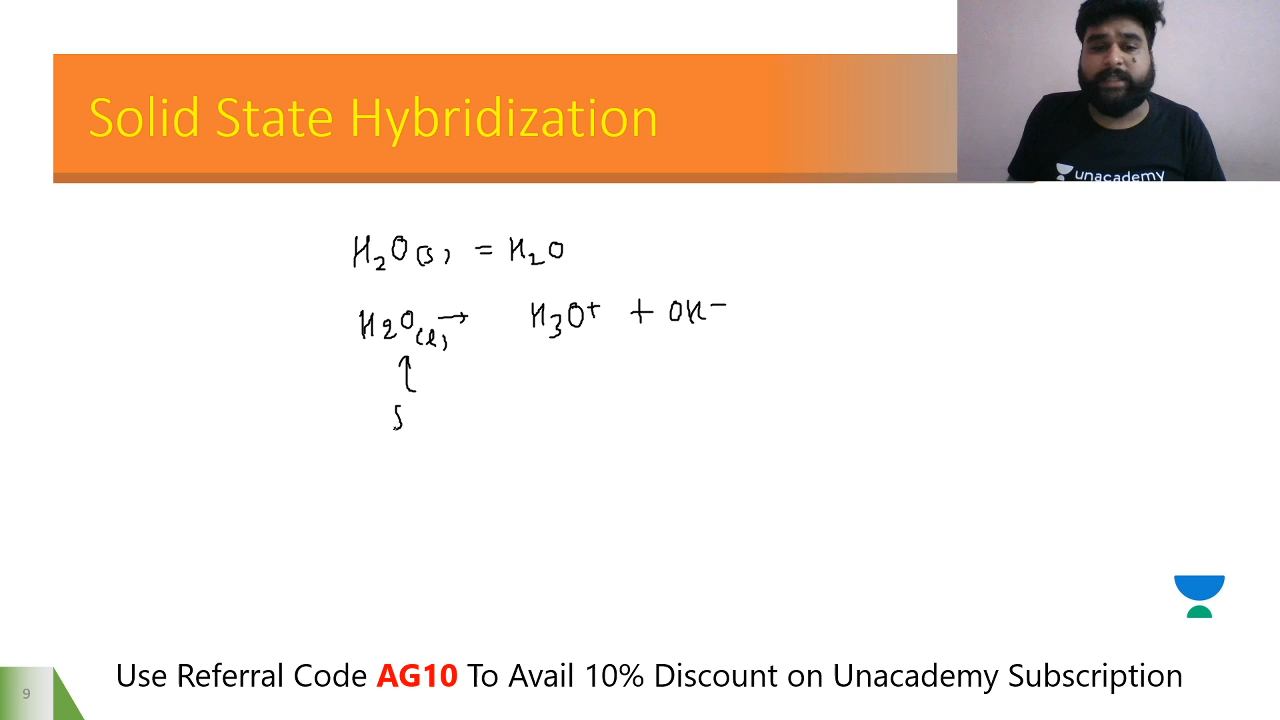 Solid State Hybridization
unacademy
H₂O(s) = H₂O
H2O(l) → H₃O+ + OH-
↑
S
Use Referral Code AG10 To Avail 10% Discount on Unacademy Subscription
9